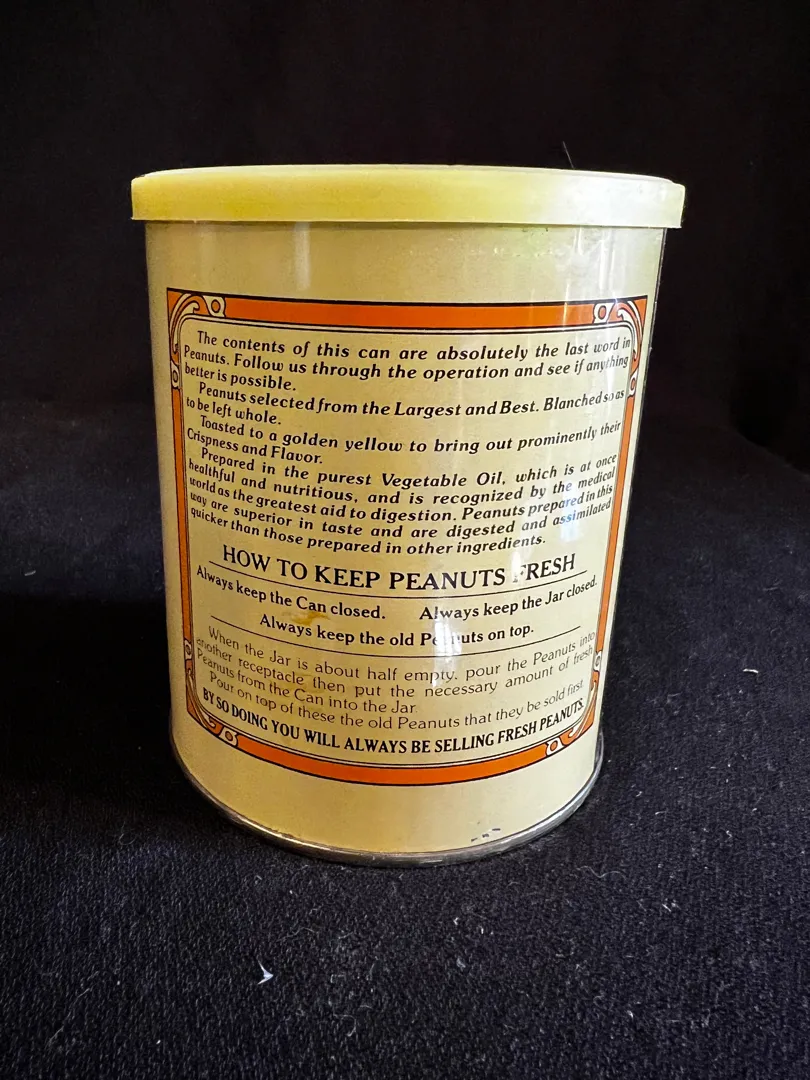 The contents of this can are absolutely the last word in
Peanuts. Follow us through the operation and see if anything
better is possible.
Peanuts selected from the Largest and Best. Blanched so as
to be left whole.
Toasted to a golden yellow to bring out prominently their
Crispness and Flavor.
Prepared in the purest Vegetable Oil, which is at once
healthful and nutritious, and is recognized by the medical
world as the greatest aid to digestion. Peanuts prepared in this
way are superior in taste and are digested and assimilated
quicker than those prepared in other ingredients.
HOW TO KEEP PEANUTS FRESH
Always keep the Can closed. Always keep the Jar closed.
Always keep the old Peanuts on top.
When the Jar is about half empty, pour the Peanuts into
another receptacle then put the necessary amount of fresh
Peanuts from the Can into the Jar.
Pour on top of these the old Peanuts that they be sold first.
BY SO DOING YOU WILL ALWAYS BE SELLING FRESH PEANUTS.